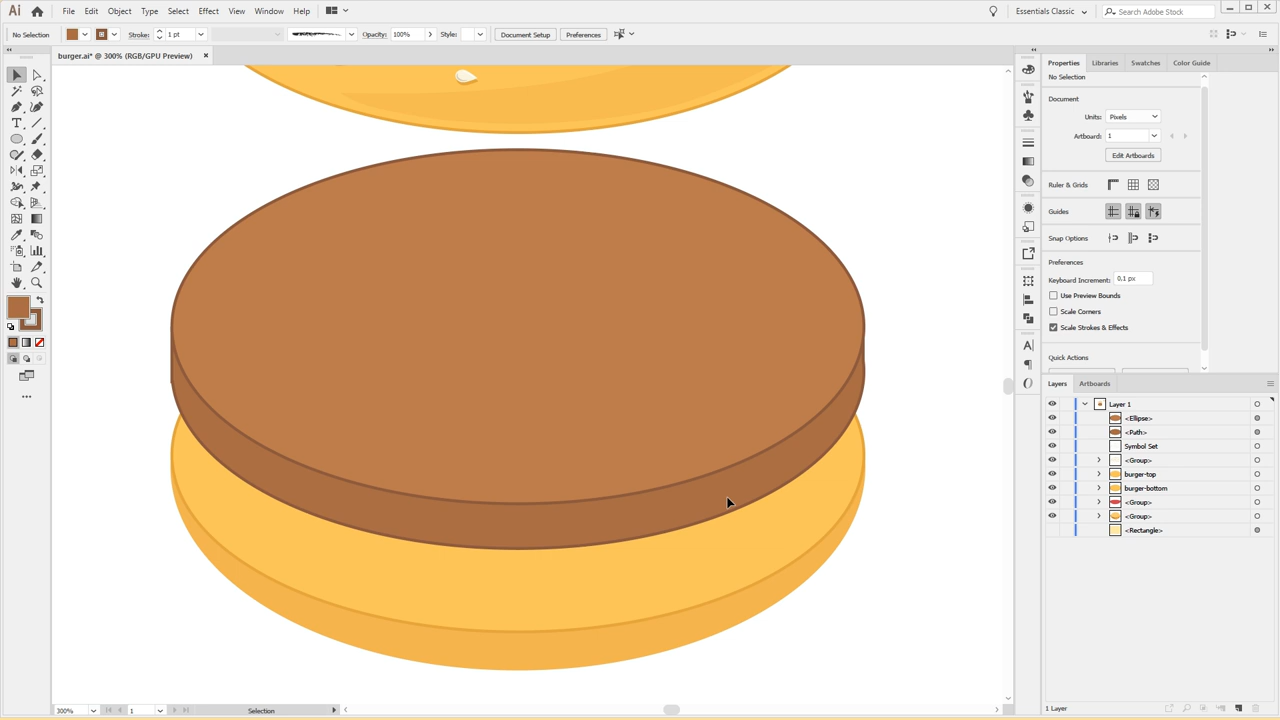 Ai File Edit Object Type Select Effect View Window Help Essentials Classic Search Adobe Stock
No Selection Stroke: 1 pt Opacity: 100% Style: Document Setup Preferences
burger.ai* @ 300% (RGB/GPU Preview)
Properties Libraries Swatches Color Guide
No Selection
Document
Units: Pixels
Artboard: 1
Edit Artboards
Ruler & Grids
Guides
Snap Options
Preferences
Keyboard Increment: 0,1 px
Use Preview Bounds
Scale Corners
Scale Strokes & Effects
Quick Actions
Layers Artboards
Layer 1
<Ellipse>
<Path>
Symbol Set
<Group>
burger-top
burger-bottom
<Group>
<Group>
<Rectangle>
300% 1 Selection 1 Layer